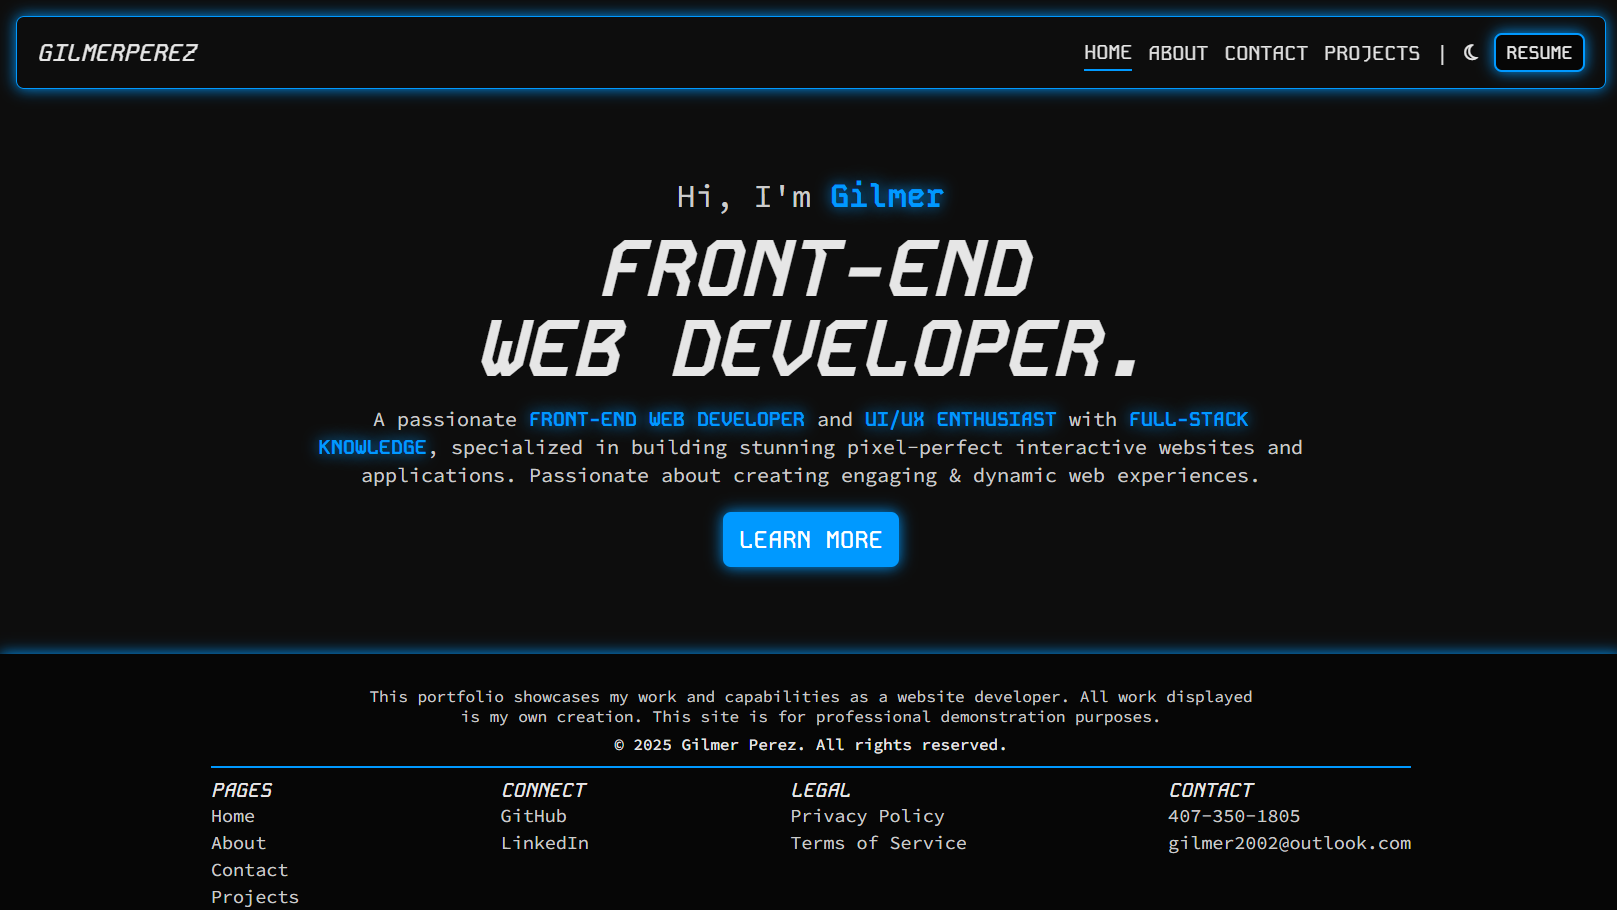 GILMERPEREZ
HOME ABOUT CONTACT PROJECTS | RESUME
Hi, I'm Gilmer
FRONT-END
WEB DEVELOPER.
A passionate FRONT-END WEB DEVELOPER and UI/UX ENTHUSIAST with FULL-STACK
KNOWLEDGE, specialized in building stunning pixel-perfect interactive websites and
applications. Passionate about creating engaging & dynamic web experiences.
LEARN MORE
This portfolio showcases my work and capabilities as a website developer. All work displayed
is my own creation. This site is for professional demonstration purposes.
© 2025 Gilmer Perez. All rights reserved.
PAGES
Home
About
Contact
Projects
CONNECT
GitHub
LinkedIn
LEGAL
Privacy Policy
Terms of Service
CONTACT
407-350-1805
gilmer2002@outlook.com